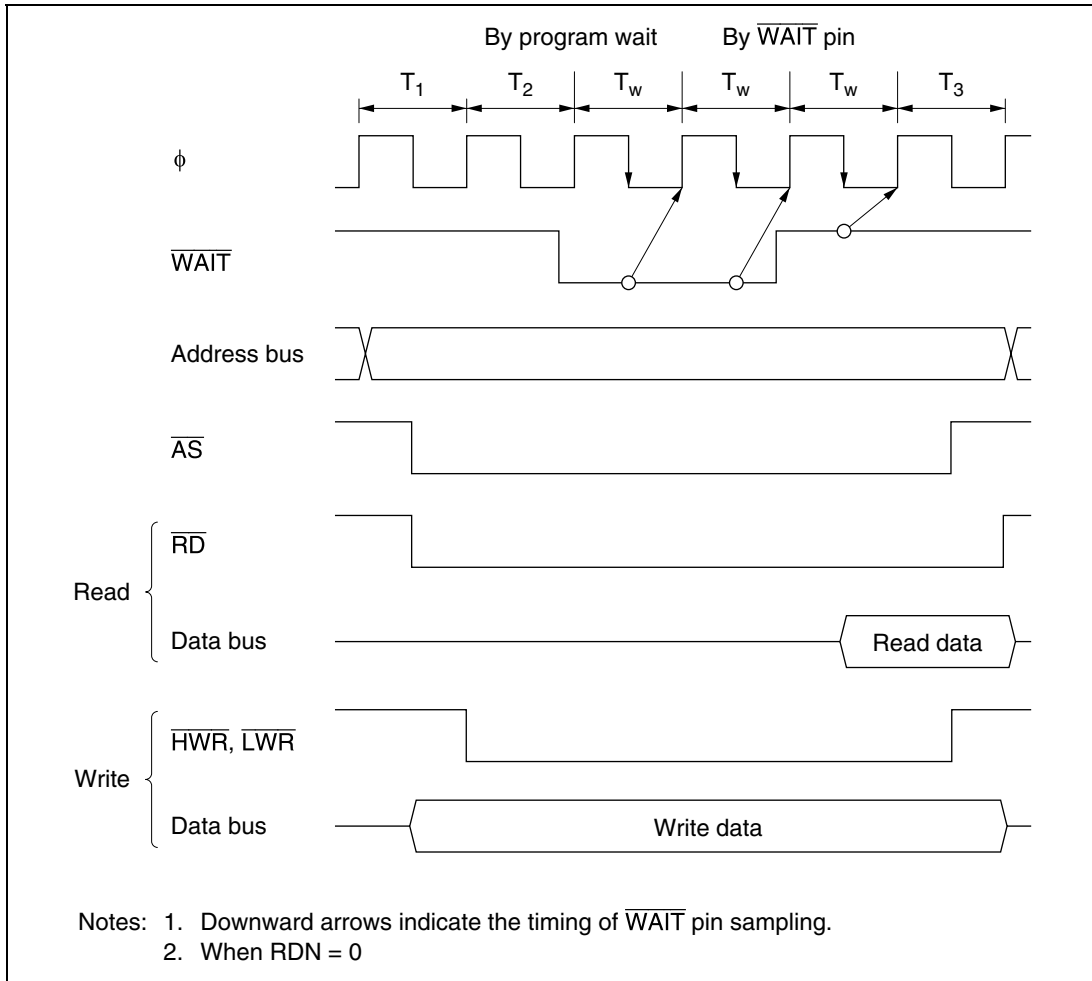 By program wait By WAIT pin
T1 T2 Tw Tw Tw T3
ϕ
WAIT
Address bus
AS
RD
Read
Data bus Read data
HWR, LWR
Write
Data bus Write data
Notes: 1. Downward arrows indicate the timing of WAIT pin sampling.
2. When RDN = 0